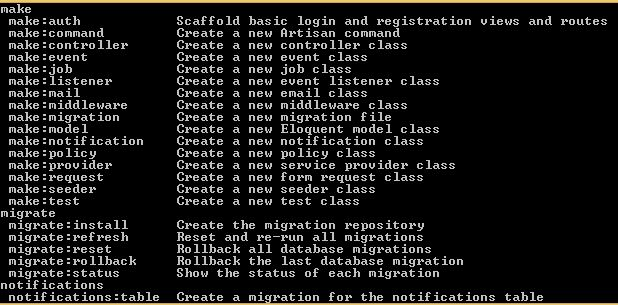 make
 make:auth           Scaffold basic login and registration views and routes
 make:command        Create a new Artisan command
 make:controller     Create a new controller class
 make:event          Create a new event class
 make:job            Create a new job class
 make:listener       Create a new event listener class
 make:mail           Create a new email class
 make:middleware     Create a new middleware class
 make:migration      Create a new migration file
 make:model          Create a new Eloquent model class
 make:notification   Create a new notification class
 make:policy         Create a new policy class
 make:provider       Create a new service provider class
 make:request        Create a new form request class
 make:seeder         Create a new seeder class
 make:test           Create a new test class
migrate
 migrate:install     Create the migration repository
 migrate:refresh     Reset and re-run all migrations
 migrate:reset       Rollback all database migrations
 migrate:rollback    Rollback the last database migration
 migrate:status      Show the status of each migration
notifications
 notifications:table  Create a migration for the notifications table